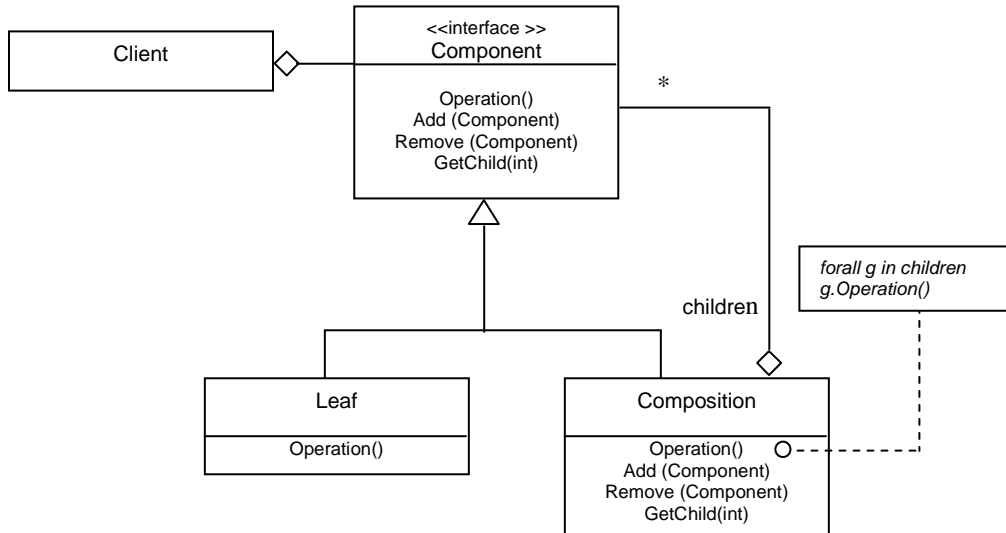 Client
<<interface >>
Component
Operation()
Add (Component)
Remove (Component)
GetChild(int)
*
children
forall g in children
g.Operation()
Leaf
Operation()
Composition
Operation()
Add (Component)
Remove (Component)
GetChild(int)